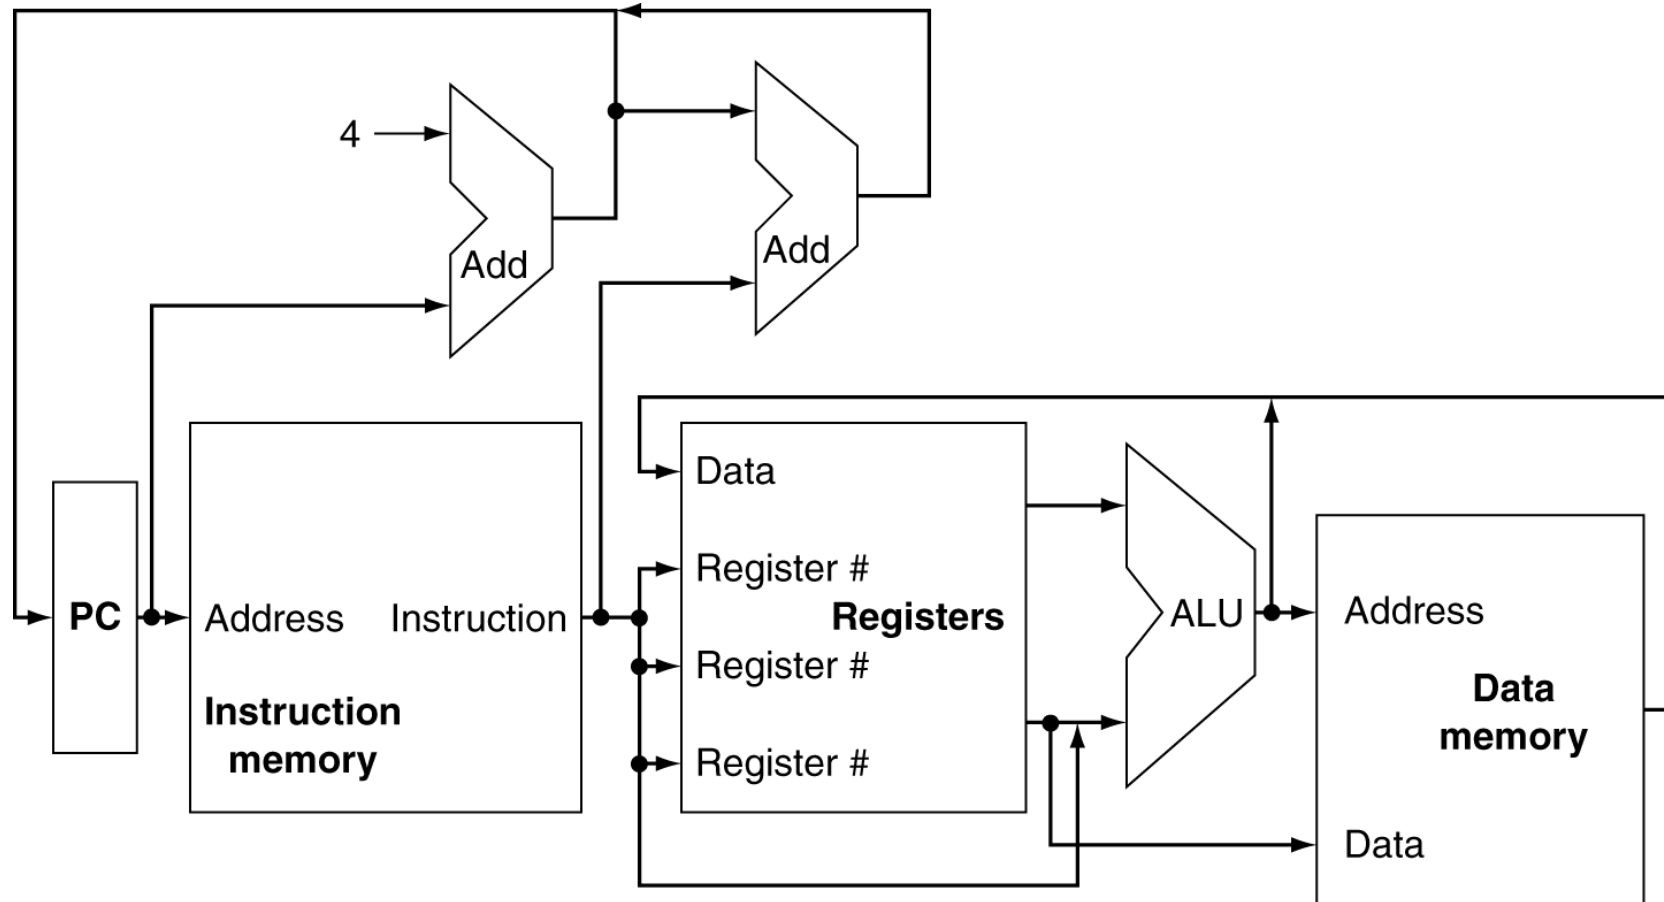 4
Add
Add
Data
Register #
Register #
Register #
Registers
PC
Address
Instruction
Instruction
memory
ALU
Address
Data
memory
Data